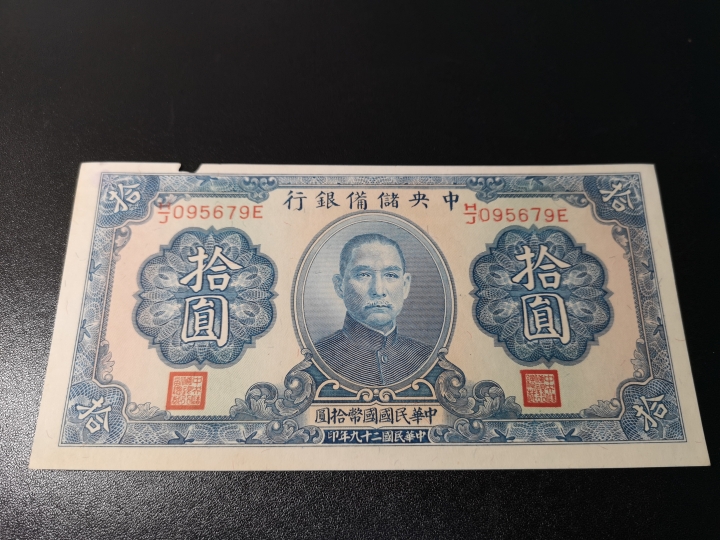 拾
拾
中央儲備銀行
H/J 095679E
H/J 095679E
拾圓
拾圓
中華民國國幣拾圓
中華民國二十九年印
拾
拾